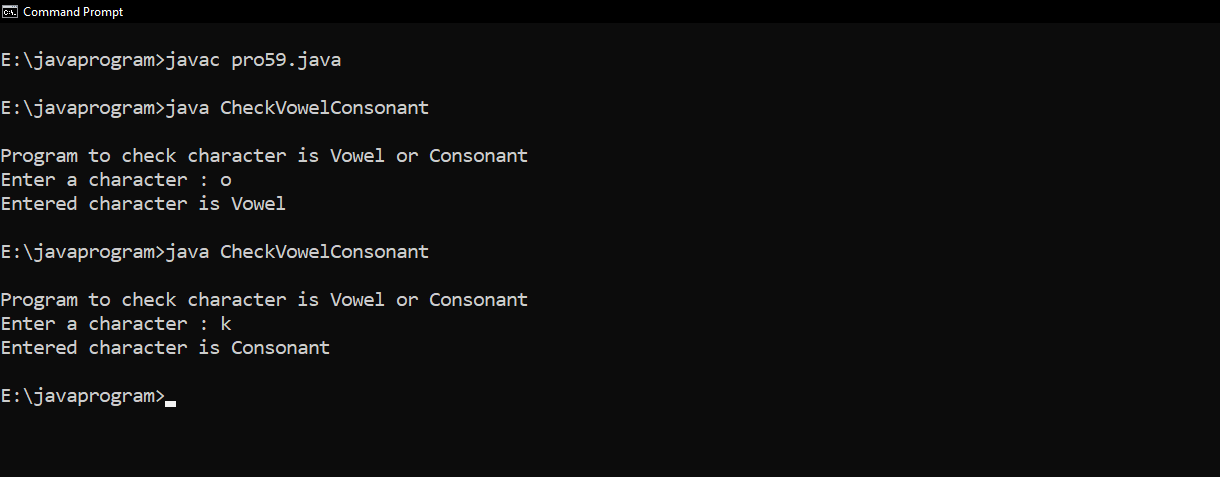 Command Prompt
E:\javaprogram>javac pro59.java
E:\javaprogram>java CheckVowelConsonant
Program to check character is Vowel or Consonant
Enter a character : o
Entered character is Vowel
E:\javaprogram>java CheckVowelConsonant
Program to check character is Vowel or Consonant
Enter a character : k
Entered character is Consonant
E:\javaprogram>